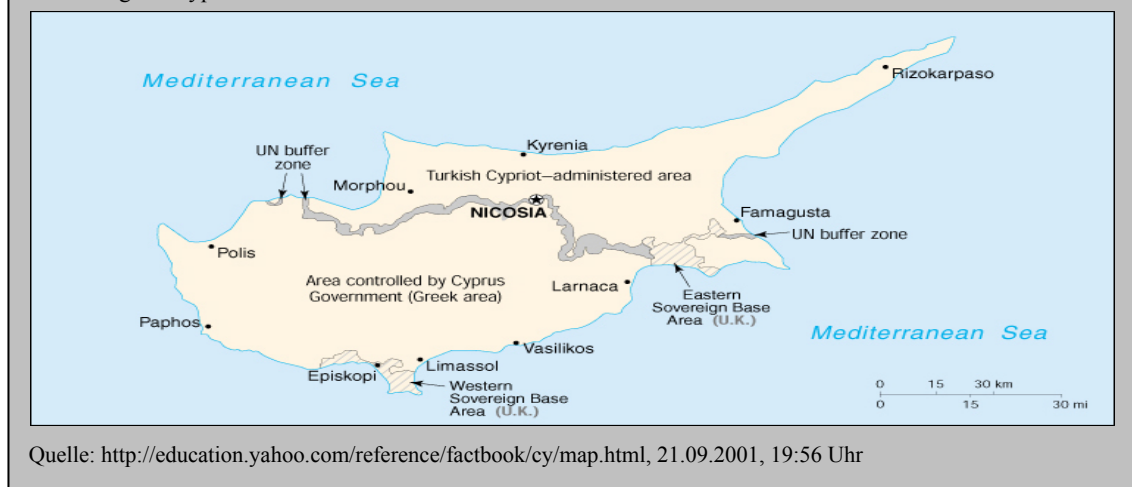 Mediterranean Sea
Rizokarpaso
UN buffer
zone
Kyrenia
Morphou
Turkish Cypriot–administered area
NICOSIA
Famagusta
UN buffer zone
Polis
Area controlled by Cyprus
Government (Greek area)
Larnaca
Eastern
Sovereign Base
Area (U.K.)
Paphos
Mediterranean Sea
Vasilikos
Episkopi
Limassol
Western
Sovereign Base
Area (U.K.)
0 15 30 km
0 15 30 mi
Quelle: http://education.yahoo.com/reference/factbook/cy/map.html, 21.09.2001, 19:56 Uhr